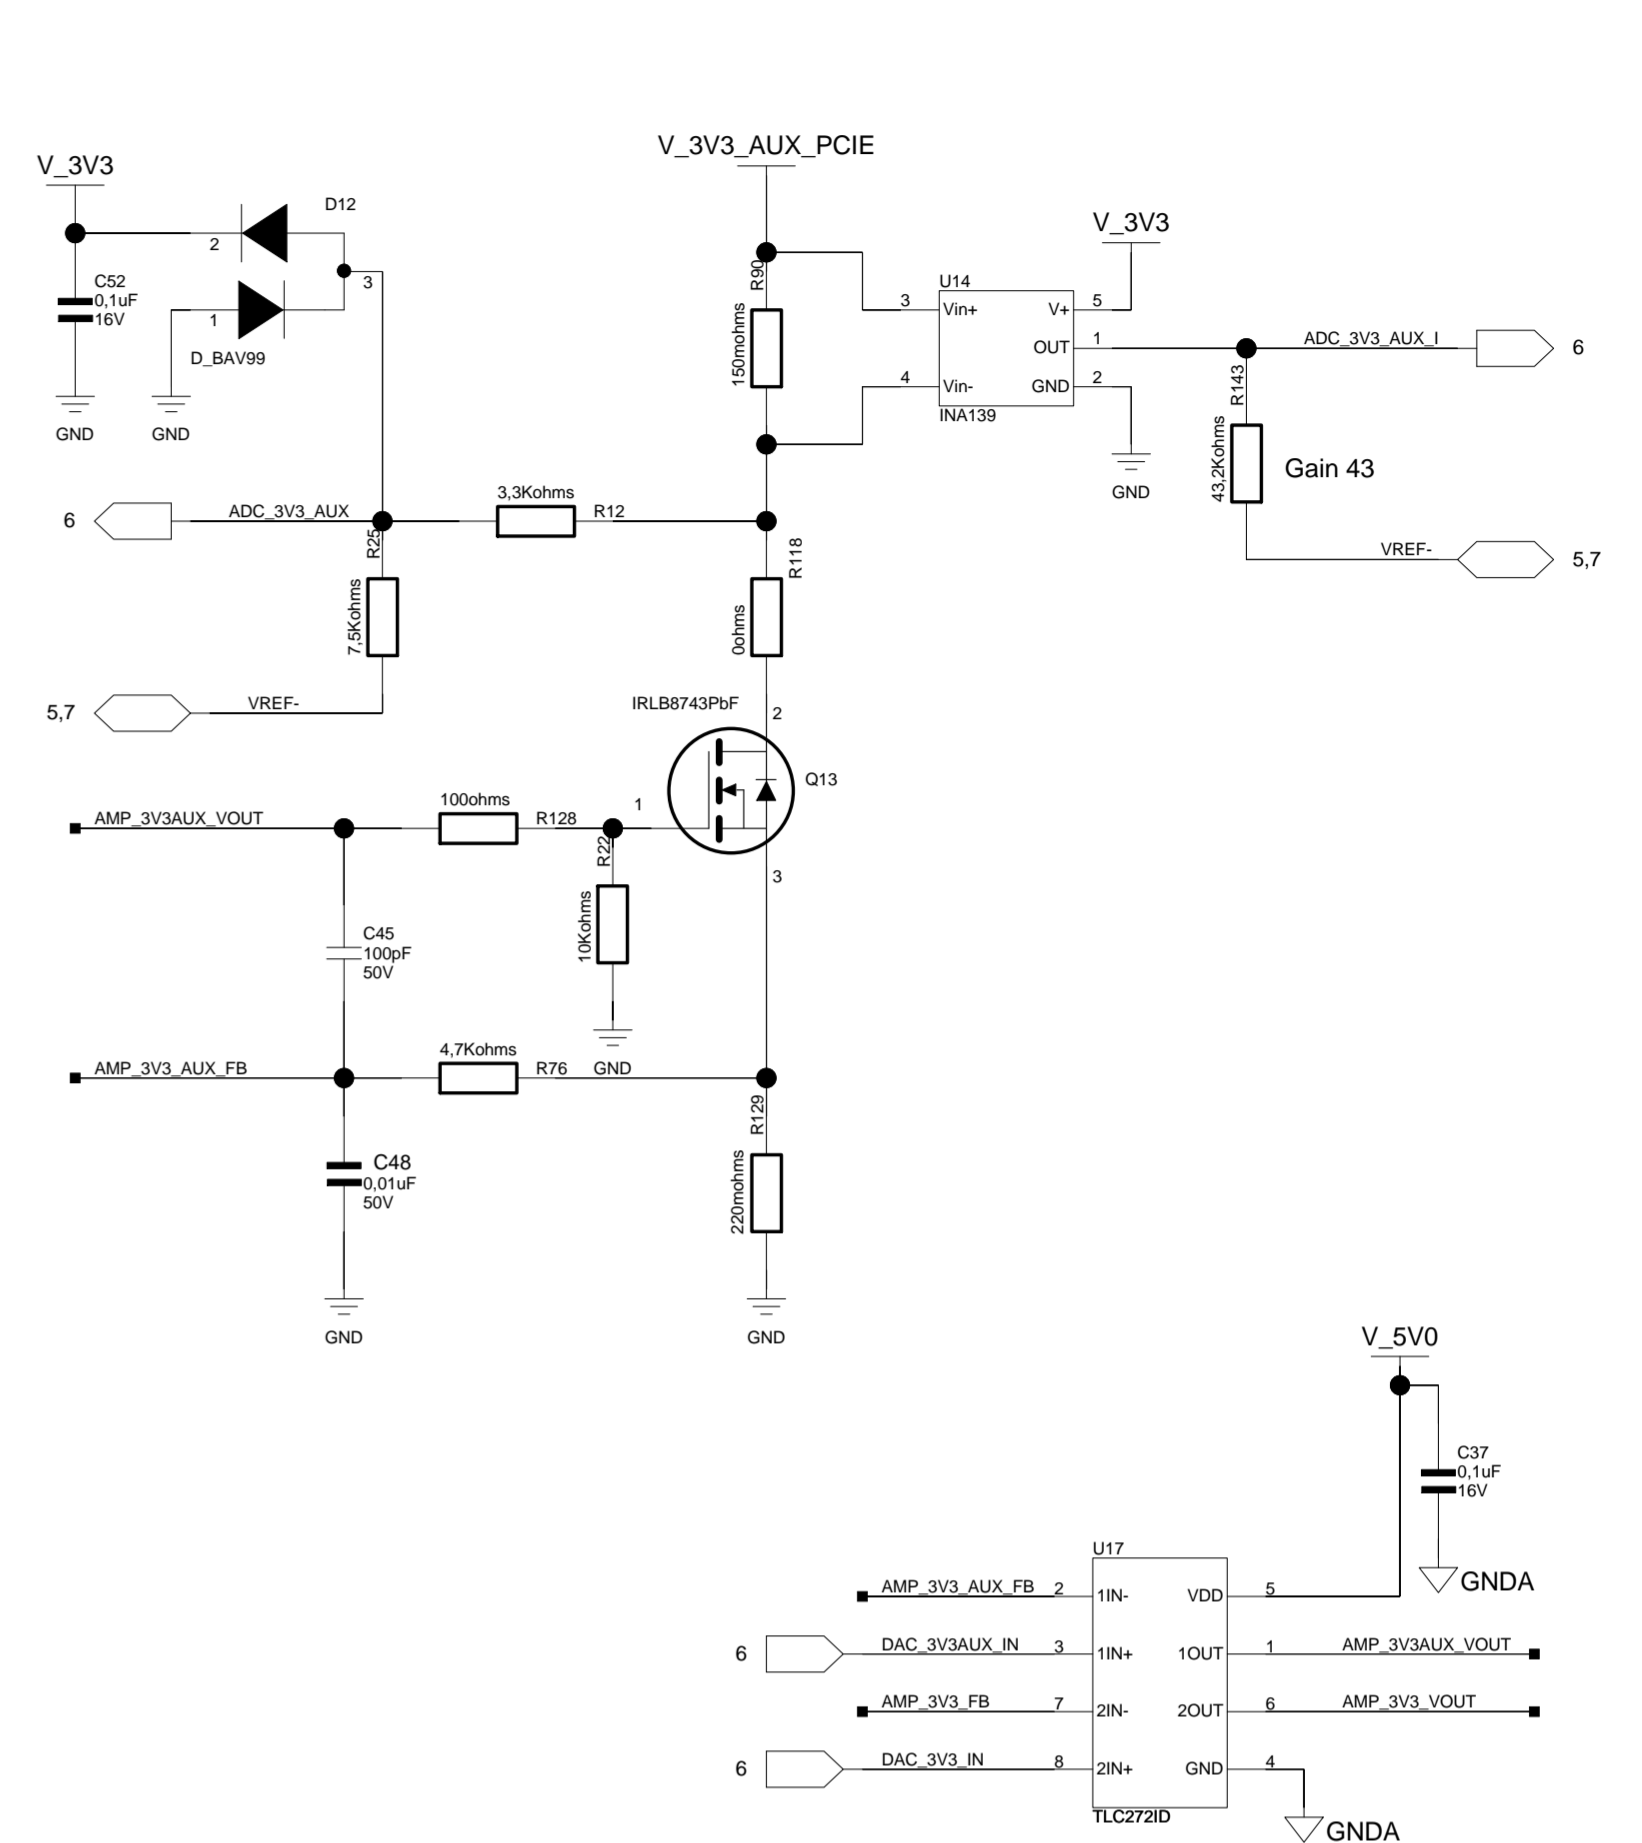 V_3V3_AUX_PCIE
V_3V3
D12
2
3
C52
0,1uF
16V
1
D_BAV99
GND
GND
V_3V3
R90
150mohms
U14
3
Vin+
V+
5
OUT
1
ADC_3V3_AUX_I
6
4
Vin-
GND
2
INA139
GND
R143
43,2Kohms
Gain 43
VREF-
5,7
6
ADC_3V3_AUX
3,3Kohms
R12
R25
7,5Kohms
R118
0ohms
5,7
VREF-
IRLB8743PbF
2
Q13
1
3
AMP_3V3AUX_VOUT
100ohms
R128
R22
10Kohms
GND
C45
100pF
50V
AMP_3V3_AUX_FB
4,7Kohms
R76
R129
220mohms
C48
0,01uF
50V
GND
GND
V_5V0
C37
0,1uF
16V
GNDA
U17
AMP_3V3_AUX_FB
2
1IN-
VDD
5
6
DAC_3V3AUX_IN
3
1IN+
1OUT
1
AMP_3V3AUX_VOUT
AMP_3V3_FB
7
2IN-
2OUT
6
AMP_3V3_VOUT
6
DAC_3V3_IN
8
2IN+
GND
4
TLC272ID
GNDA